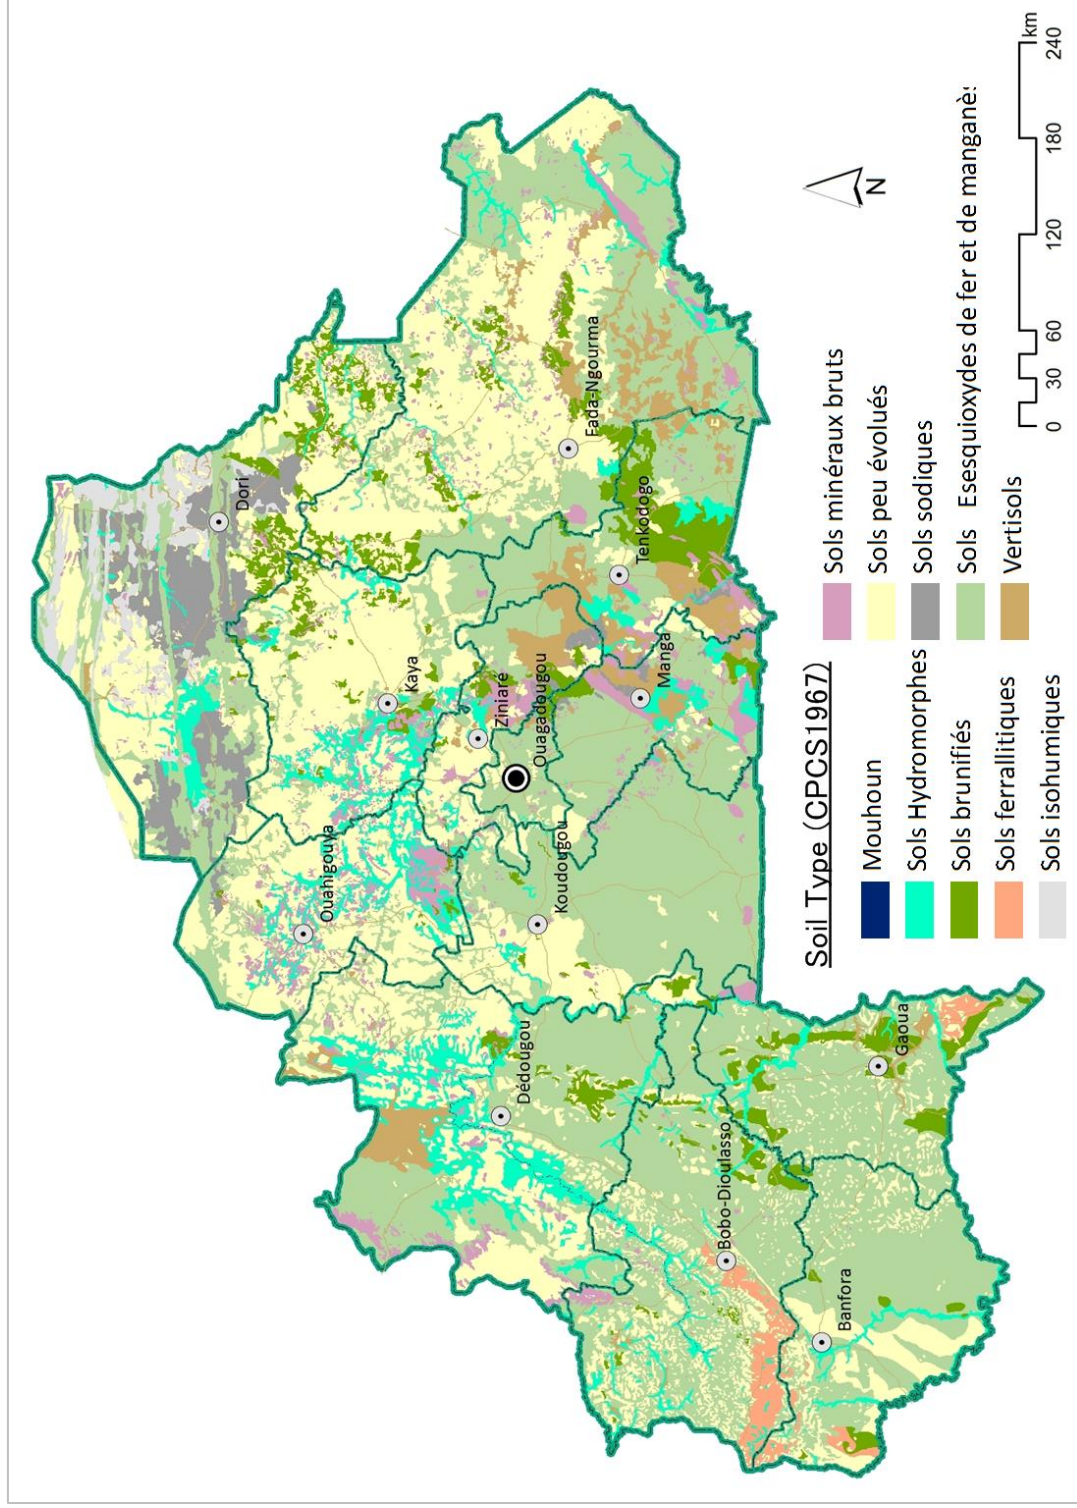 Dori
Ouahigouya
Kaya
Dédougou
Koudougou
Ziniaré
Ouagadougou
Fada-Ngourma
Tenkodogo
Manga
Bobo-Dioulasso
Banfora
Gaoua
N
Soil Type (CPCS1967)
Mouhoun
Sols Hydromorphes
Sols brunifiés
Sols ferrallitiques
Sols isohumiques
Sols minéraux bruts
Sols peu évolués
Sols sodiques
Sols Esesquioxydes de fer et de manganès
Vertisols
0 30 60 120 180 240
km